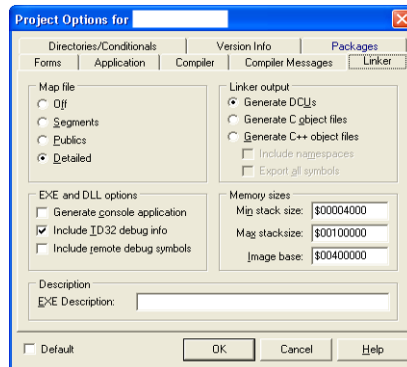 Project Options for
Directories/Conditionals Version Info Packages
Forms Application Compiler Compiler Messages Linker
Map file
Off
Segments
Publics
Detailed
Linker output
Generate DCUs
Generate C object files
Generate C++ object files
Include namespaces
Export all symbols
EXE and DLL options
Generate console application
Include TD32 debug info
Include remote debug symbols
Memory sizes
Min stack size: $00004000
Max stacksize: $00100000
Image base: $00400000
Description
EXE Description:
Default OK Cancel Help